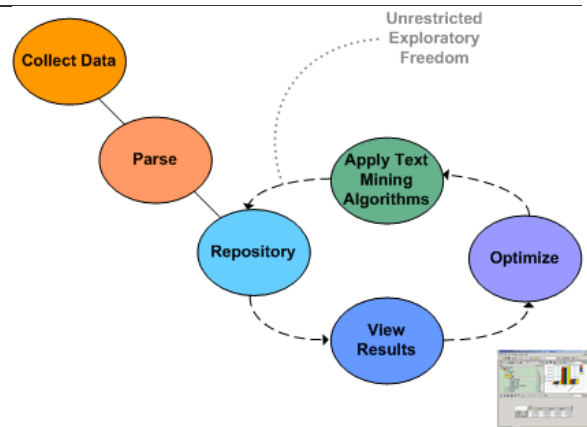 Unrestricted
Exploratory
Freedom
Collect Data
Parse
Apply Text
Mining
Algorithms
Repository
Optimize
View
Results